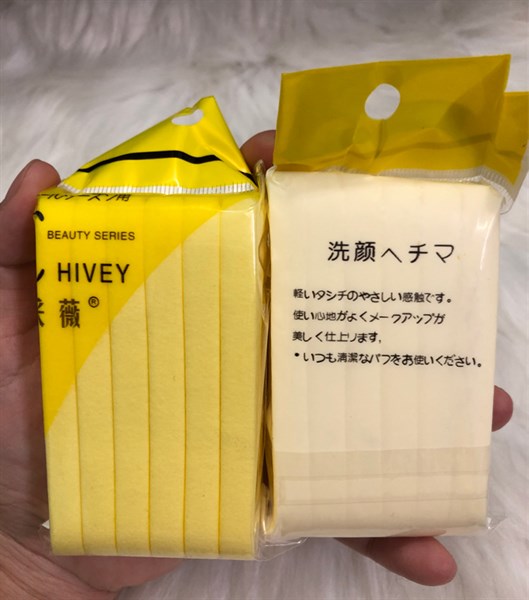 BEAUTY SERIES
HIVEY
薇®
洗顔ヘチマ
軽いタシチのやさしい感触です。
使い心地がよくメークアップが
美しく仕上ります。
・いつも清潔なパフをお使いください。